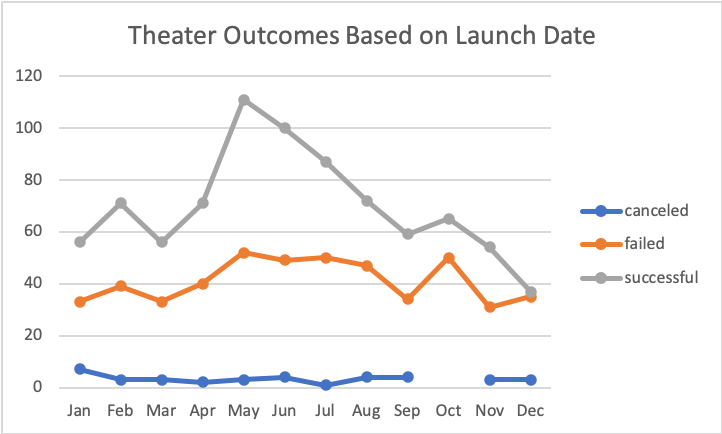 Theater Outcomes Based on Launch Date
120
100
80
60
40
20
0
Jan Feb Mar Apr May Jun Jul Aug Sep Oct Nov Dec
canceled
failed
successful